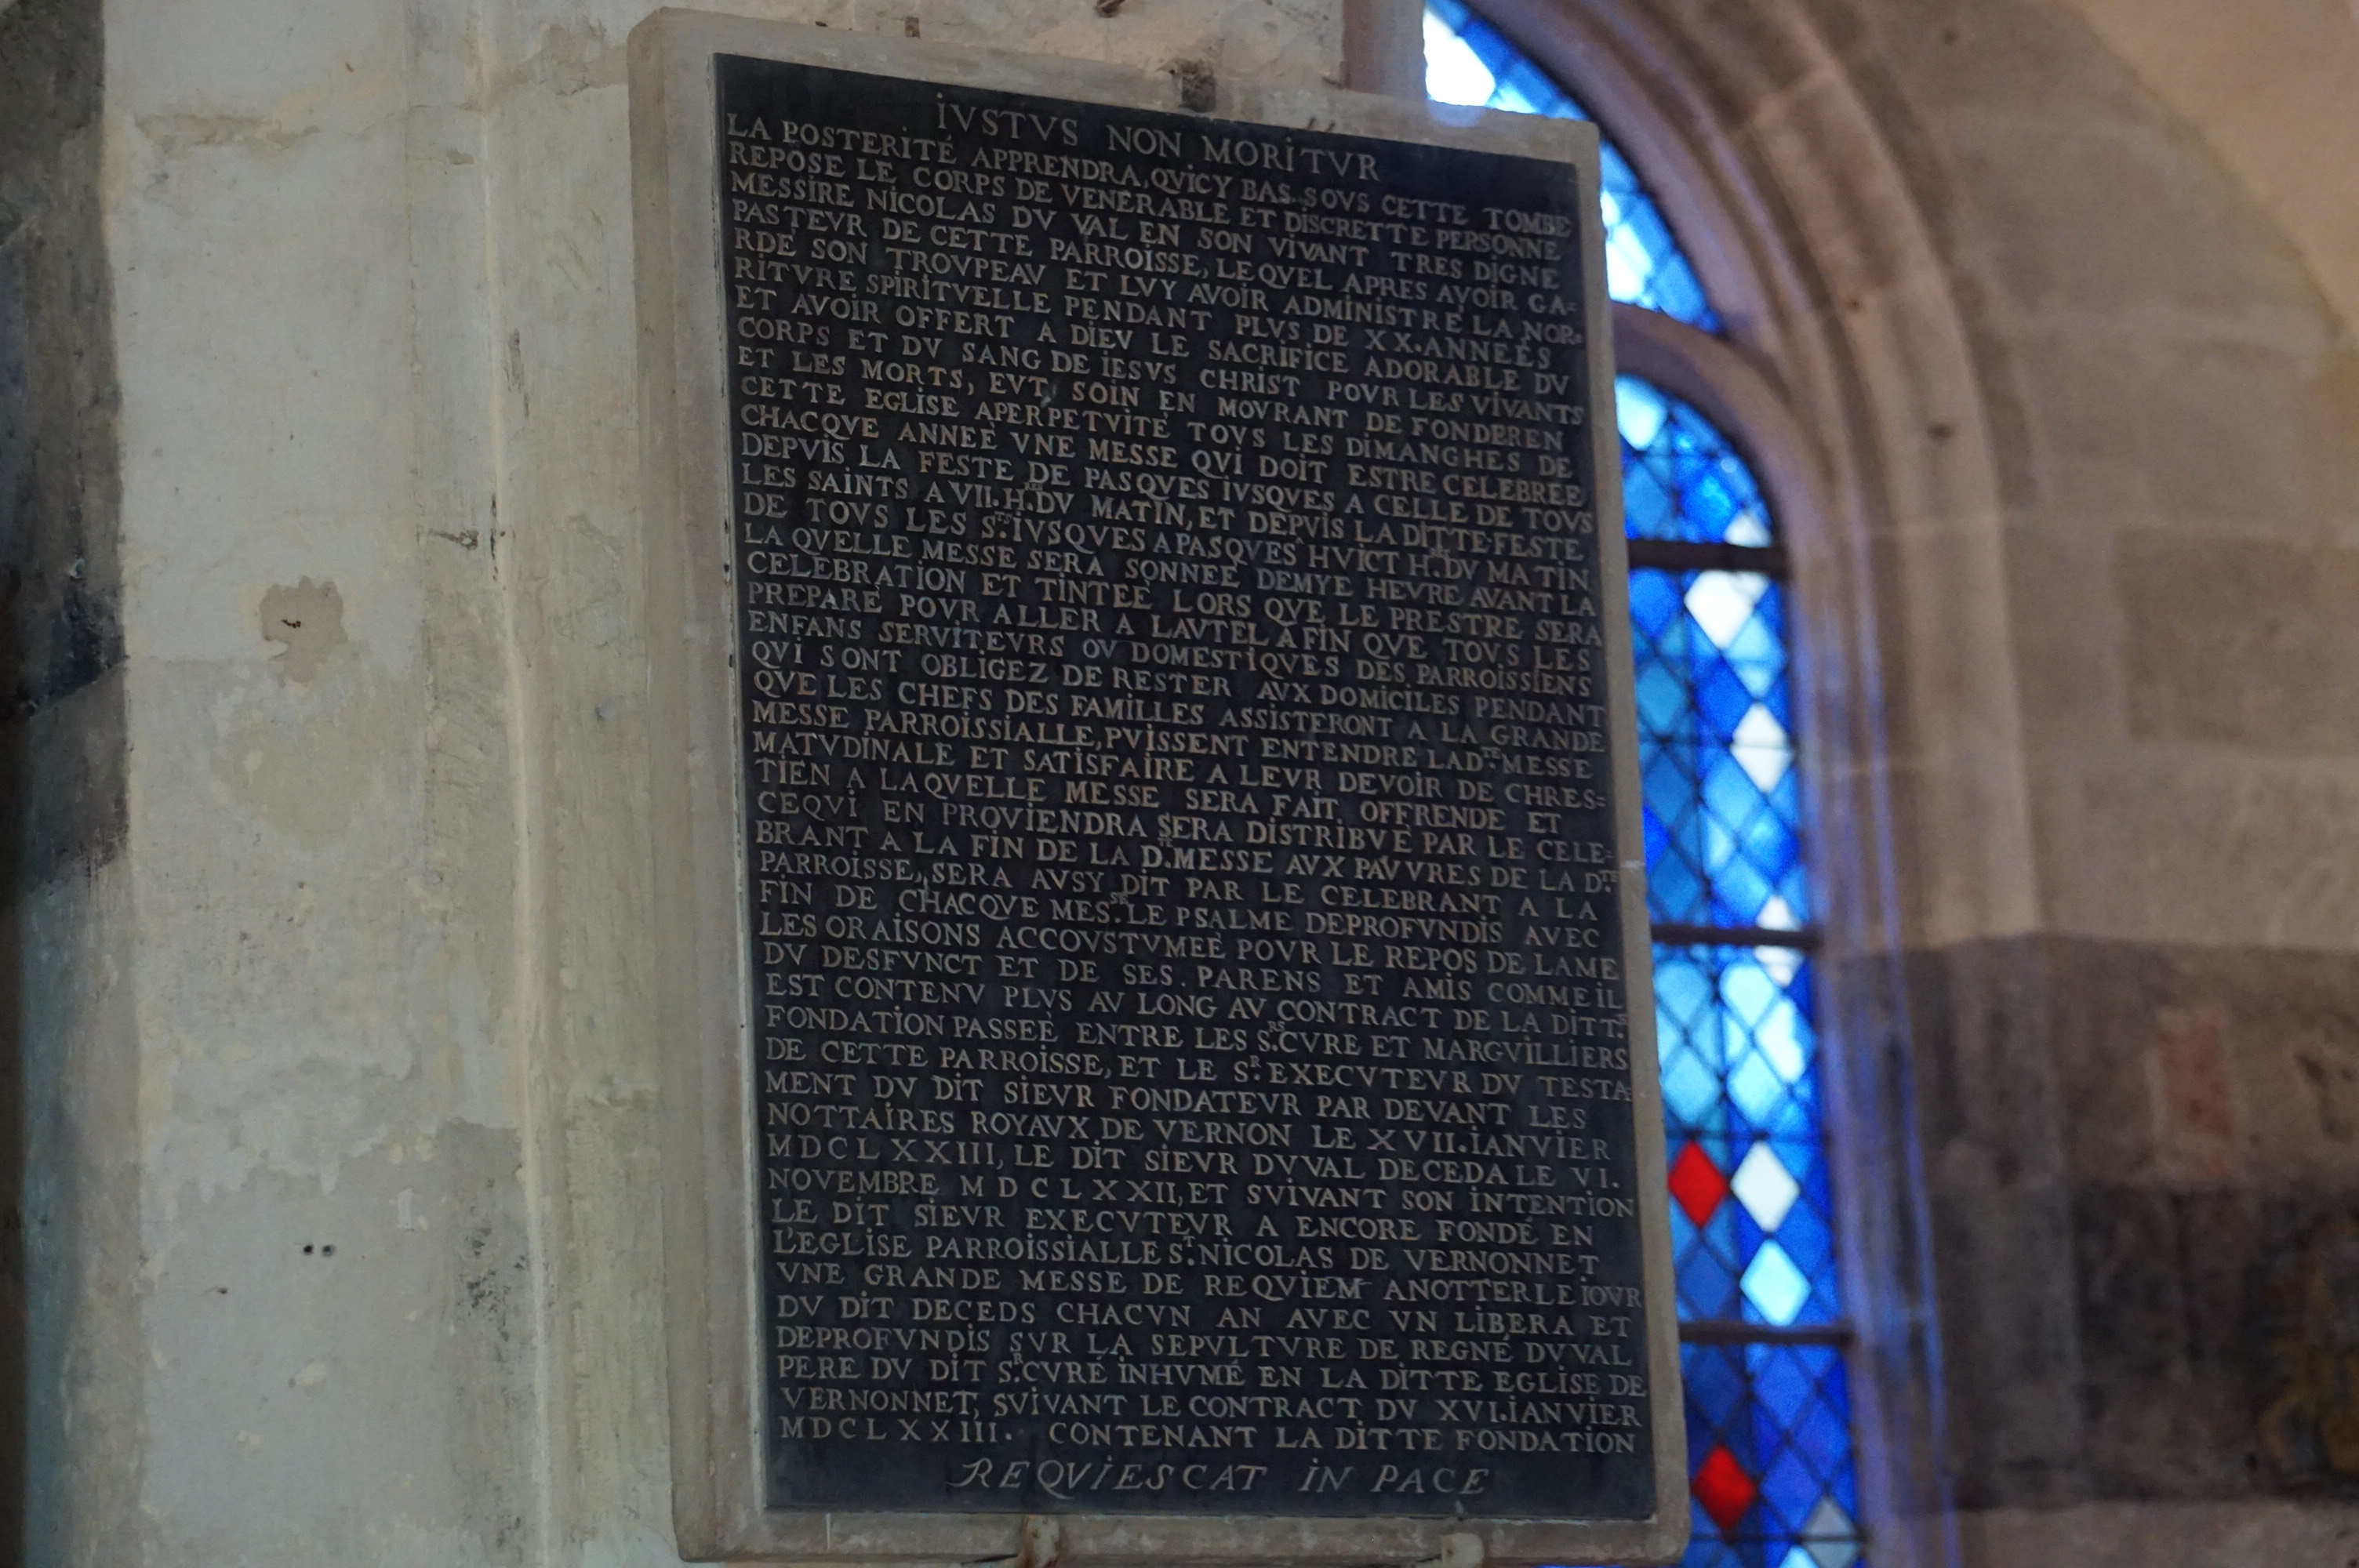 IVSTVS NON MORITVR
LA POSTERITÉ APPRENDRA, QVICY BAS SOVS CETTE TOMBE
REPOSE LE CORPS DE VENERABLE ET DISCRETTE PERSONNE
MESSIRE NICOLAS DV VAL EN SON VIVANT TRES DIGNE
PASTEVR DE CETTE PARROISSE, LEQVEL APRES AVOIR GA-
RDÉ SON TROVPEAV ET LVY AVOIR ADMINISTRÉ LA NOR-
RITVRE SPIRITVELLE PENDANT PLVS DE XX. ANNEÉS
ET AVOIR OFFERT A DIEV LE SACRIFICE ADORABLE DV
CORPS ET DV SANG DE IESVS CHRIST POVR LES VIVANTS
ET LES MORTS, EVT SOIN EN MOVRANT DE FONDER EN
CETTE EGLISE APERPETVITÉ TOVS LES DIMANCHES DE
CHACQVE ANNEÉ VNE MESSE QVI DOIT ESTRE CELEBREÉ
DEPVIS LA FESTE DE PASQVES IVSQVES A CELLE DE TOVS
LES SAINTS A VII. H. DV MATIN, ET DEPVIS LA DITTE FESTE
DE TOVS LES S.TS IVSQVES A PASQVES HVICT H. DV MATIN
LA QVELLE MESSE SERA SONNEÉ DEMYE HEVRE AVANT LA
CELEBRATION ET TINTEÉ LORS QVE LE PRESTRE SERA
PREPARÉ POVR ALLER A LAVTEL AFIN QVE TOVS LES
ENFANS SERVITEVRS OV DOMESTIQVES DES PARROISSIENS
QVI SONT OBLIGEZ DE RESTER AVX DOMICILES PENDANT
QVE LES CHEFS DES FAMILLES ASSISTERONT A LA GRANDE
MESSE PARROISSIALLE, PVISSENT ENTENDRE LAD.TE MESSE
MATVDINALE ET SATISFAIRE A LEVR DEVOIR DE CHRES=
TIEN A LAQVELLE MESSE SERA FAIT OFFRENDE ET
CEQVI EN PROVIENDRA SERA DISTRIBVÉ PAR LE CELE=
BRANT A LA FIN DE LA D.TE MESSE AVX PAVVRES DE LA D.TE
PARROISSE, SERA AVSY DIT PAR LE CELEBRANT A LA
FIN DE CHACQVE MES.SE LE PSALME DEPROFVNDIS AVEC
LES ORAISONS ACCOVSTVMEÉ POVR LE REPOS DE LAME
DV DESFVNCT ET DE SES PARENS ET AMIS COMME IL
EST CONTENV PLVS AV LONG AV CONTRACT DE LA DITT.E
FONDATION PASSEÉ ENTRE LES S.RS CVRE ET MARGVILLIERS
DE CETTE PARROISSE, ET LE S.R EXECVTEVR DV TESTA
MENT DV DIT SIEVR FONDATEVR PAR DEVANT LES
NOTTAIRES ROYAVX DE VERNON LE XVII. IANVIER
MDCLXXIII, LE DIT SIEVR DVVAL DECEDA LE VI.
NOVEMBRE MDCLXXII, ET SVIVANT SON INTENTION
LE DIT SIEVR EXECVTEVR A ENCORE FONDÉ EN
L'EGLISE PARROISSIALLE S.T NICOLAS DE VERNONNET
VNE GRANDE MESSE DE REQVIEM A NOTTER LE IOVR
DV DIT DECEDS CHACVN AN AVEC VN LIBERA ET
DEPROFVNDIS SVR LA SEPVLTVRE DE REGNÉ DVVAL
PERE DV DIT S.R CVRÉ INHVMÉ EN LA DITTE EGLISE DE
VERNONNET, SVIVANT LE CONTRACT DV XVI. IANVIER
MDCLXXIII. CONTENANT LA DITTE FONDATION
REQVIESCAT IN PACE